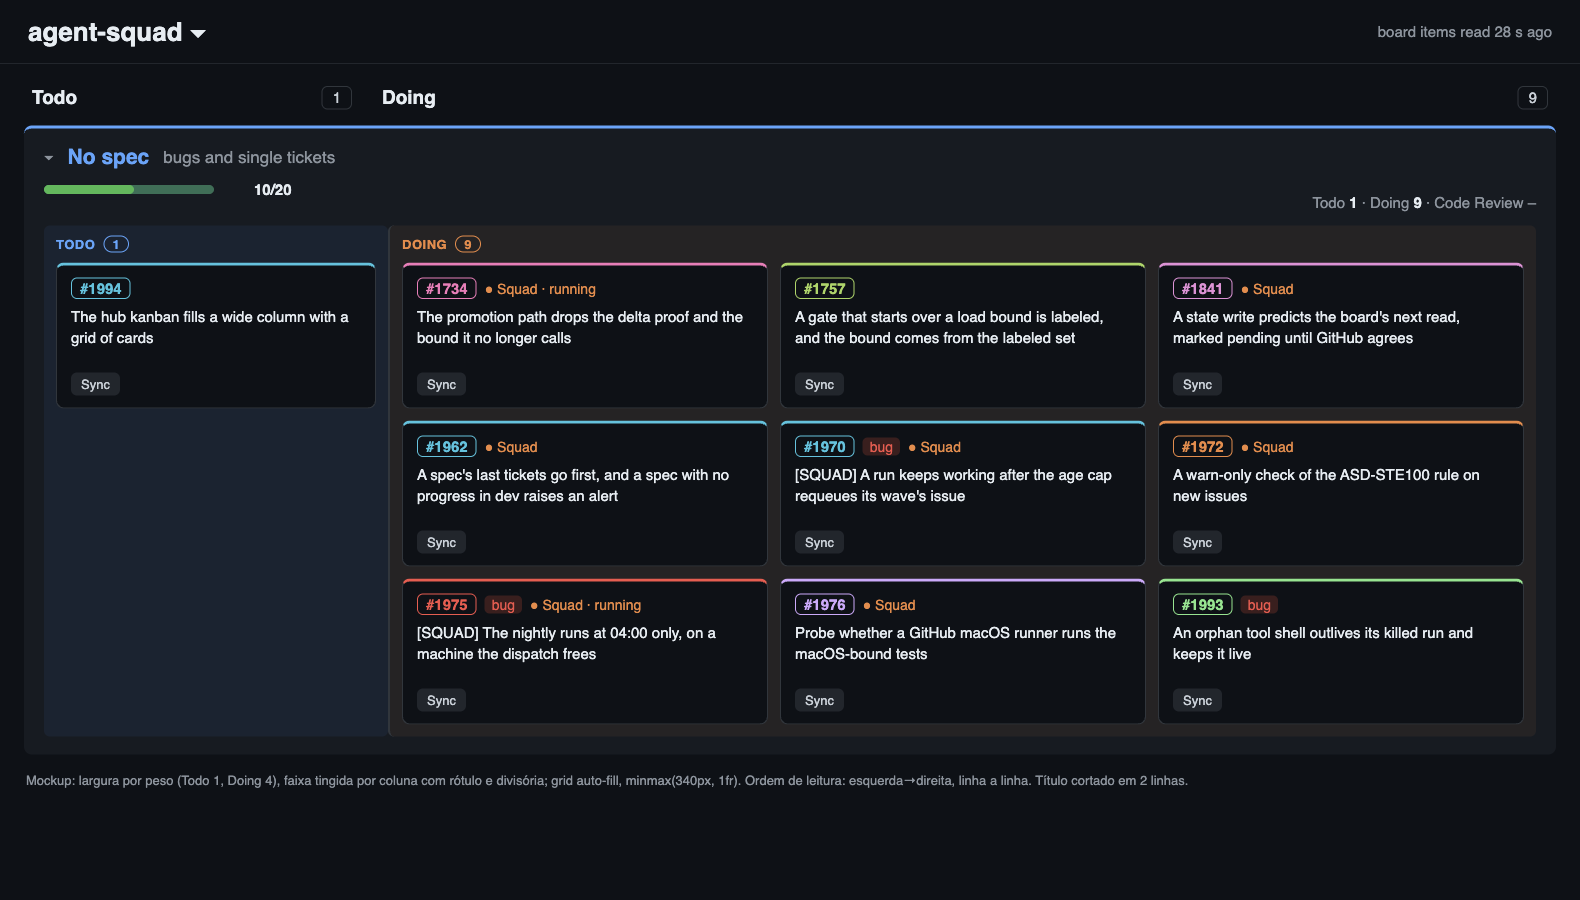 agent-squad
board items read 28 s ago
Todo 1
Doing 9
No spec bugs and single tickets
10/20
Todo 1 · Doing 9 · Code Review –
TODO 1
#1994
The hub kanban fills a wide column with a
grid of cards
Sync
DOING 9
#1734 ● Squad · running
The promotion path drops the delta proof and the
bound it no longer calls
Sync
#1757
A gate that starts over a load bound is labeled,
and the bound comes from the labeled set
Sync
#1841 ● Squad
A state write predicts the board's next read,
marked pending until GitHub agrees
Sync
#1962 ● Squad
A spec's last tickets go first, and a spec with no
progress in dev raises an alert
Sync
#1970 bug ● Squad
[SQUAD] A run keeps working after the age cap
requeues its wave's issue
Sync
#1972 ● Squad
A warn-only check of the ASD-STE100 rule on
new issues
Sync
#1975 bug ● Squad · running
[SQUAD] The nightly runs at 04:00 only, on a
machine the dispatch frees
Sync
#1976 ● Squad
Probe whether a GitHub macOS runner runs the
macOS-bound tests
Sync
#1993 bug
An orphan tool shell outlives its killed run and
keeps it live
Sync
Mockup: largura por peso (Todo 1, Doing 4), faixa tingida por coluna com rótulo e divisória; grid auto-fill, minmax(340px, 1fr). Ordem de leitura: esquerda→direita, linha a linha. Título cortado em 2 linhas.